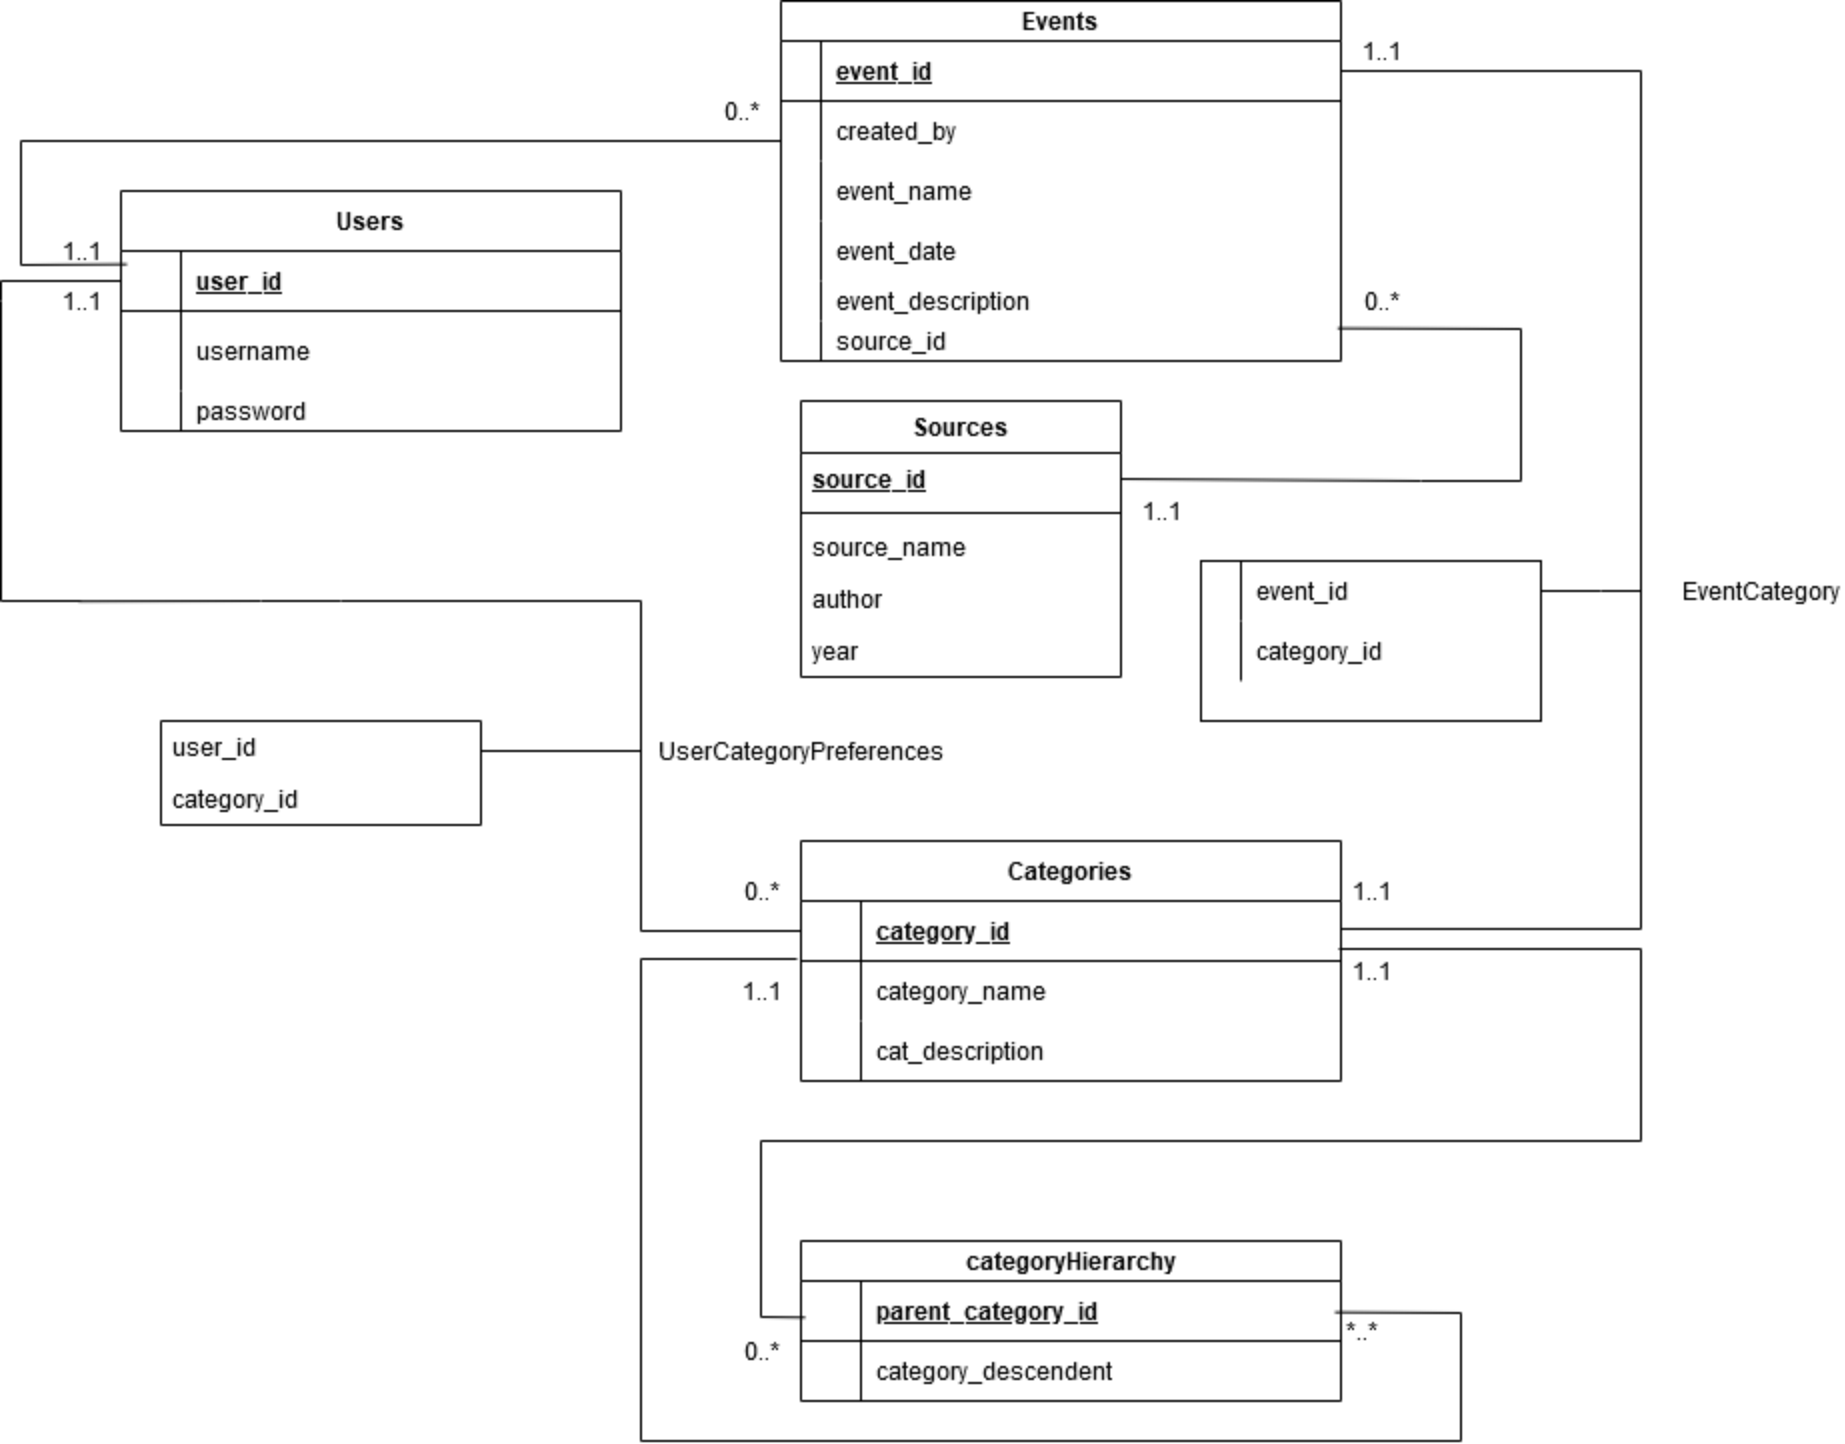 Events
1..1
event_id
0..*
created_by
event_name
Users
1..1
event_date
user_id
1..1
event_description
0..*
username
source_id
password
Sources
source_id
1..1
source_name
event_id
EventCategory
author
year
category_id
user_id
UserCategoryPreferences
category_id
Categories
0..*
1..1
category_id
1..1
1..1
category_name
cat_description
categoryHierarchy
parent_category_id
*..*
0..*
category_descendent